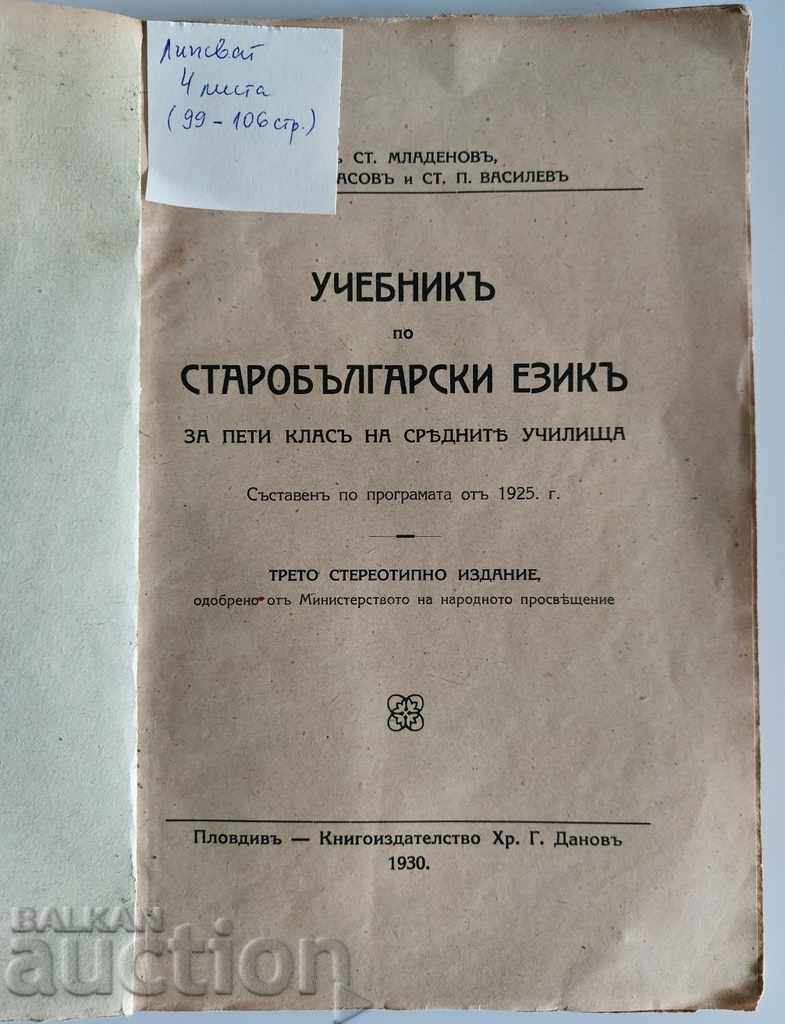 Липсват
4 листа
(99 - 106 стр.)
СТ. МЛАДЕНОВЪ,
И СТ. П. ВАСИЛЕВЪ
УЧЕБНИКЪ
ПО
СТАРОБЪЛГАРСКИ ЕЗИКЪ
ЗА ПЕТИ КЛАСЪ НА СРѢДНИТѢ УЧИЛИЩА
Съставенъ по програмата отъ 1925. г.
ТРЕТО СТЕРЕОТИПНО ИЗДАНИЕ,
одобрено отъ Министерството на народното просвѣщение
Пловдивъ — Книгоиздателство Хр. Г. Дановъ
1930.
BALKAN
auction